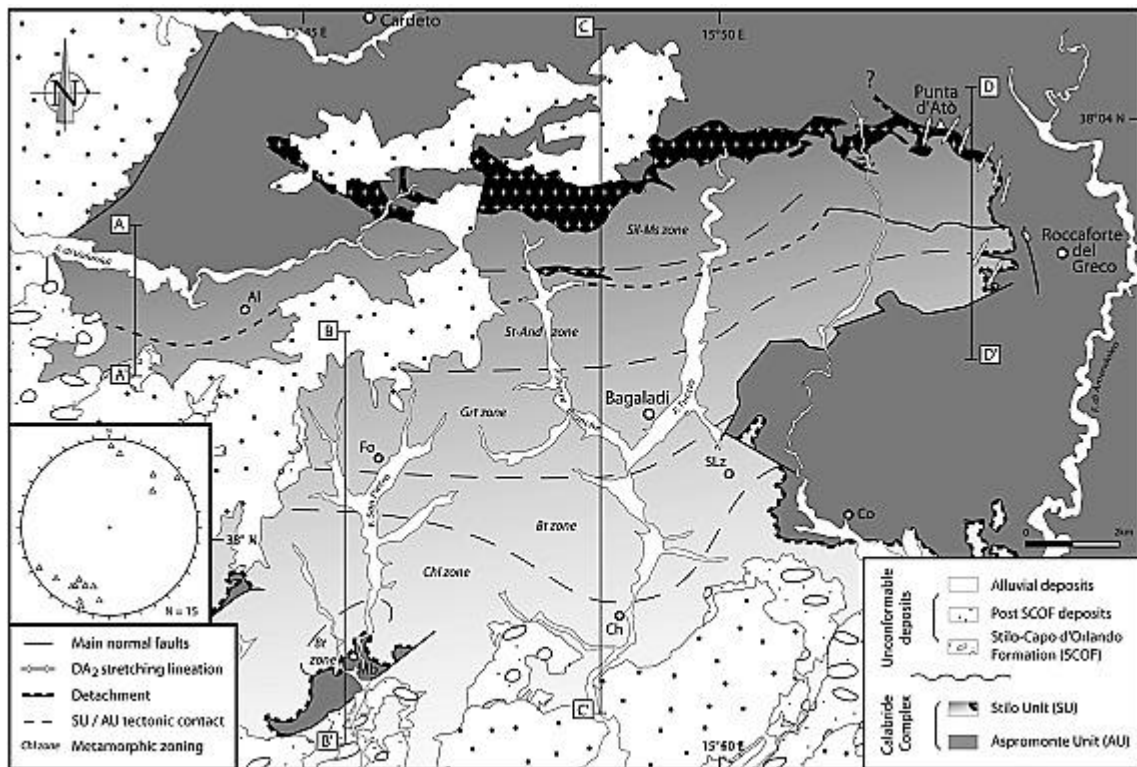 Cardeto
C
15°50 E
Punta
d'Atò
?
D
38°04 N
N
A
Sil-Ms zone
Roccaforte
del
Greco
Al
B
St-And zone
A'
D'
Grt zone
Bagaladi
Fo
SLz
Bt zone
Co
38° N
0
2km
Chl zone
N = 15
Ch
Bt
zone
C'
B'
Main normal faults
DA2 stretching lineation
Detachment
SU / AU tectonic contact
Chl zone
Metamorphic zoning
Unconformable
deposits
Alluvial deposits
Post SCOF deposits
Stilo-Capo d'Orlando
Formation (SCOF)
Calabride
Complex
Stilo Unit (SU)
Aspromonte Unit (AU)